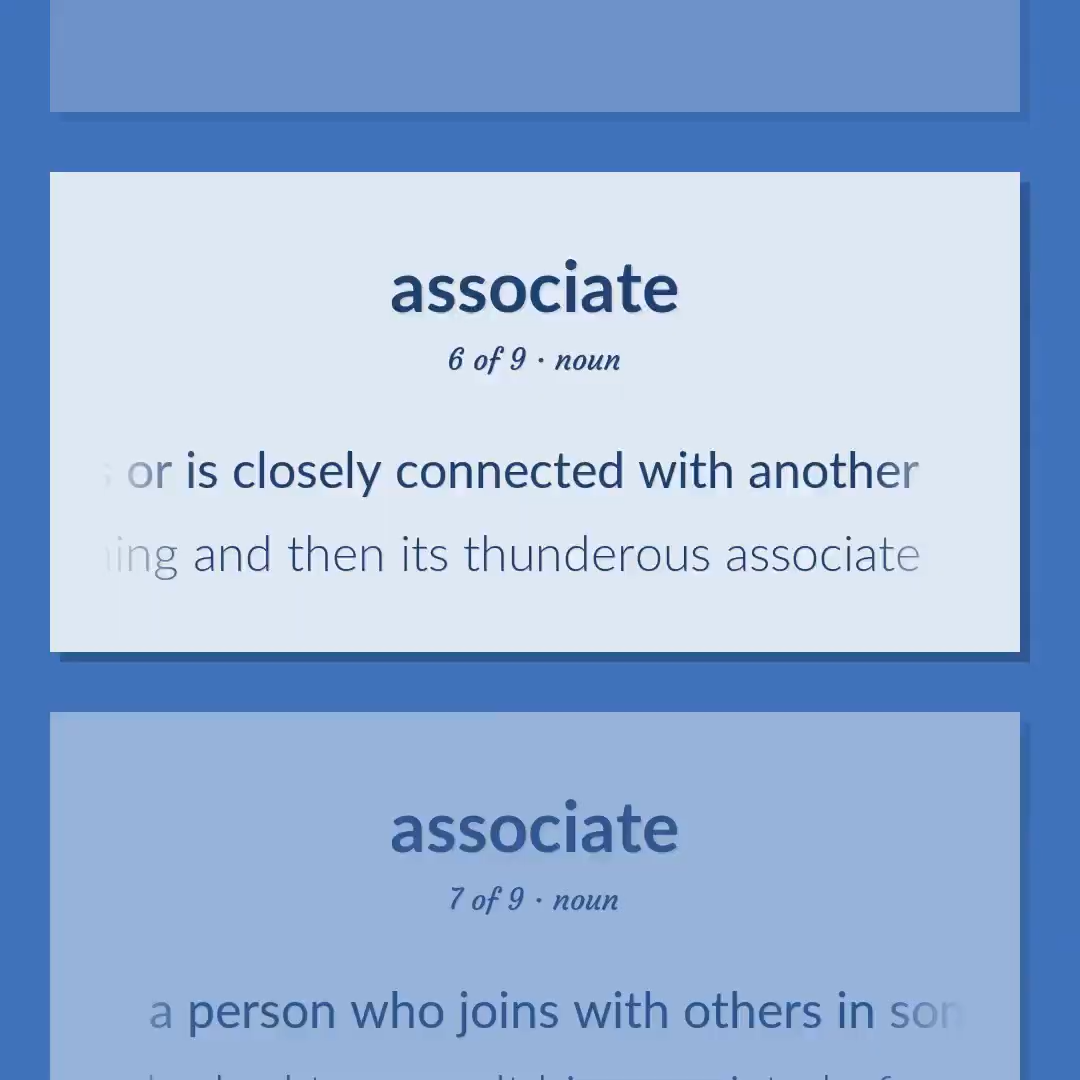 associate
6 of 9 · noun
or is closely connected with another
and then its thunderous associate
associate
7 of 9 · noun
a person who joins with others in